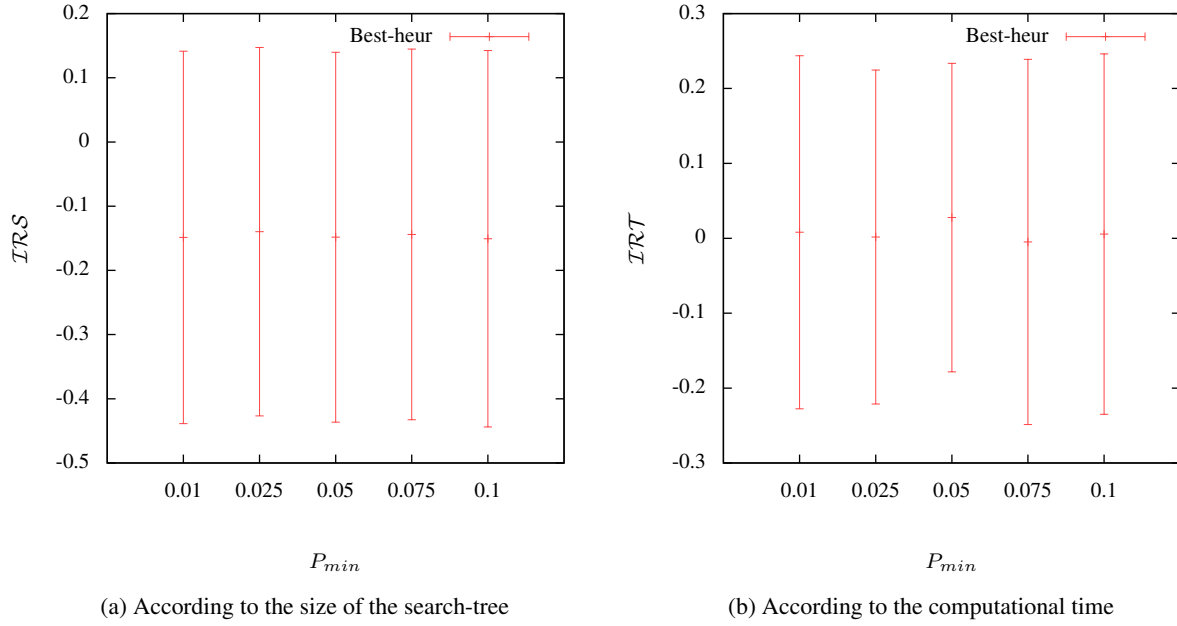 0.2
0.1
0
-0.1
-0.2
-0.3
-0.4
-0.5
IRS
Best-heur
0.01 0.025 0.05 0.075 0.1
P_min
(a) According to the size of the search-tree
0.3
0.2
0.1
0
-0.1
-0.2
-0.3
IRT
Best-heur
0.01 0.025 0.05 0.075 0.1
P_min
(b) According to the computational time